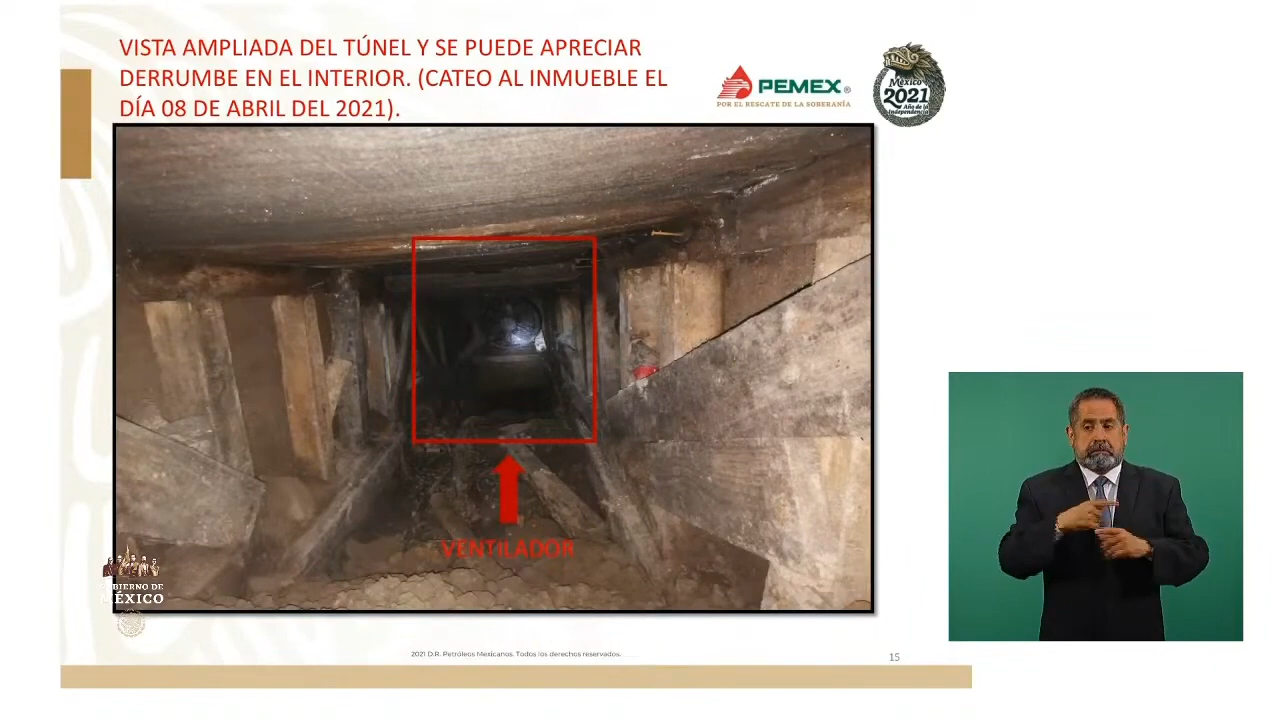 VISTA AMPLIADA DEL TÚNEL Y SE PUEDE APRECIAR
DERRUMBE EN EL INTERIOR. (CATEO AL INMUEBLE EL
DÍA 08 DE ABRIL DEL 2021).
PEMEX®
POR EL RESCATE DE LA SOBERANÍA
México
2021
Año de la
Independencia
VENTILADOR
GOBIERNO DE
MÉXICO
2021 D.R. Petróleos Mexicanos. Todos los derechos reservados.
15